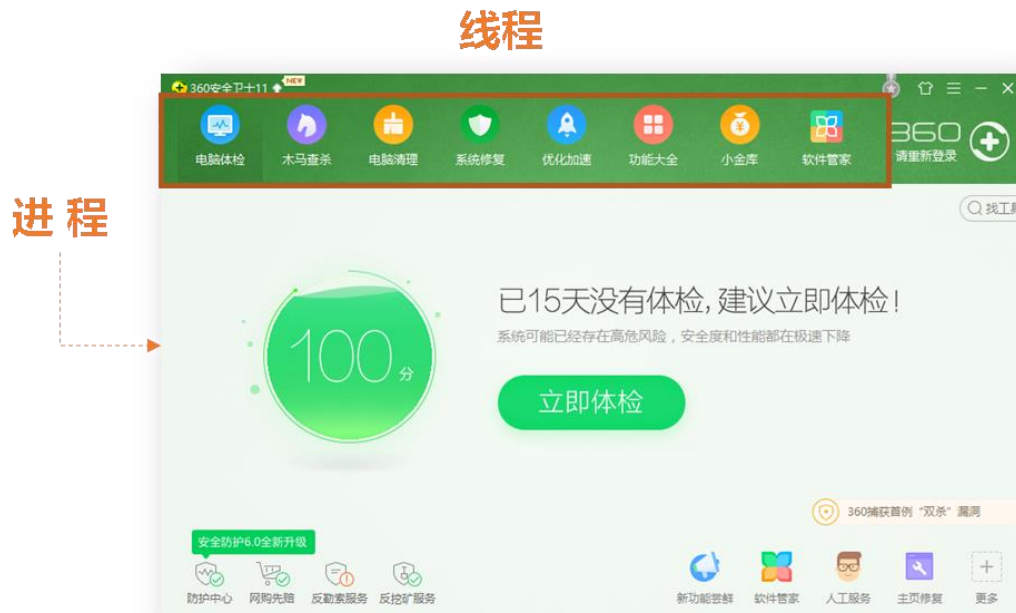 线程
360安全卫士11
NEW
电脑体检 木马查杀 电脑清理 系统修复 优化加速 功能大全 小金库 软件管家
360
请重新登录
进 程
找工具
已15天没有体检, 建议立即体检!
系统可能已经存在高危风险，安全度和性能都在极速下降
100分
立即体检
360捕获首例 “双杀” 漏洞
安全防护6.0全新升级
防护中心 网购先赔 反勒索服务 反挖矿服务
新功能尝鲜 软件管家 人工服务 主页修复 更多